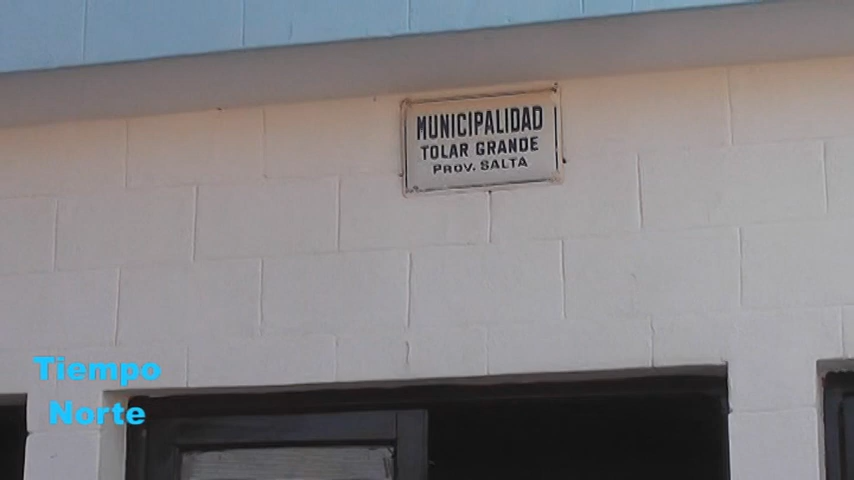 MUNICIPALIDAD
TOLAR GRANDE
PROV. SALTA
Tiempo
Norte